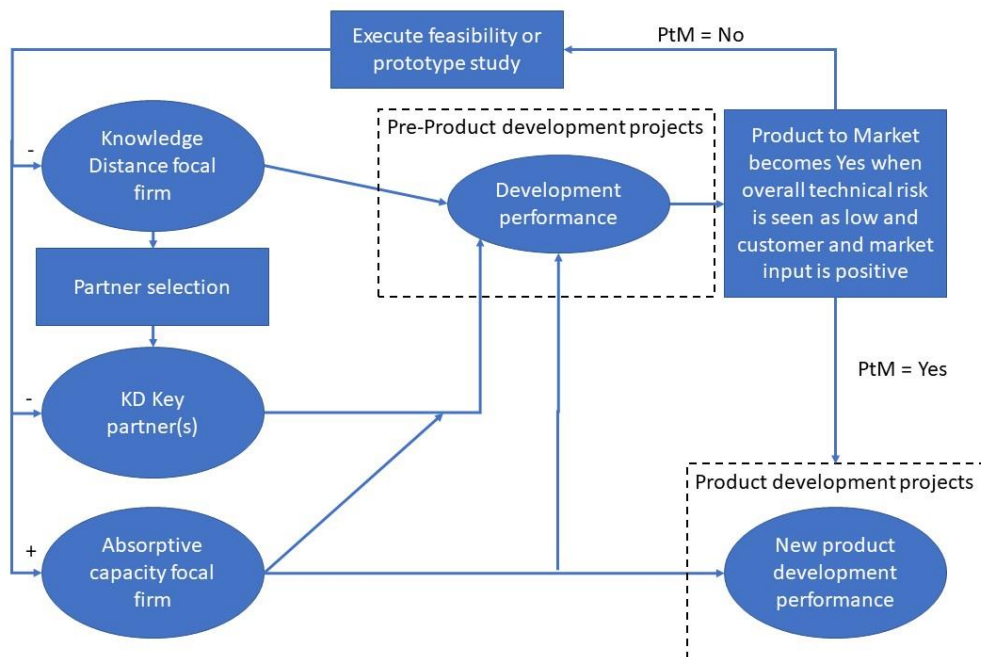 Execute feasibility or
prototype study
PtM = No
-
Knowledge
Distance focal
firm
Pre-Product development projects
Development
performance
Product to Market
becomes Yes when
overall technical risk
is seen as low and
customer and market
input is positive
Partner selection
PtM = Yes
-
KD Key
partner(s)
Product development projects
+
Absorptive
capacity focal
firm
New product
development
performance